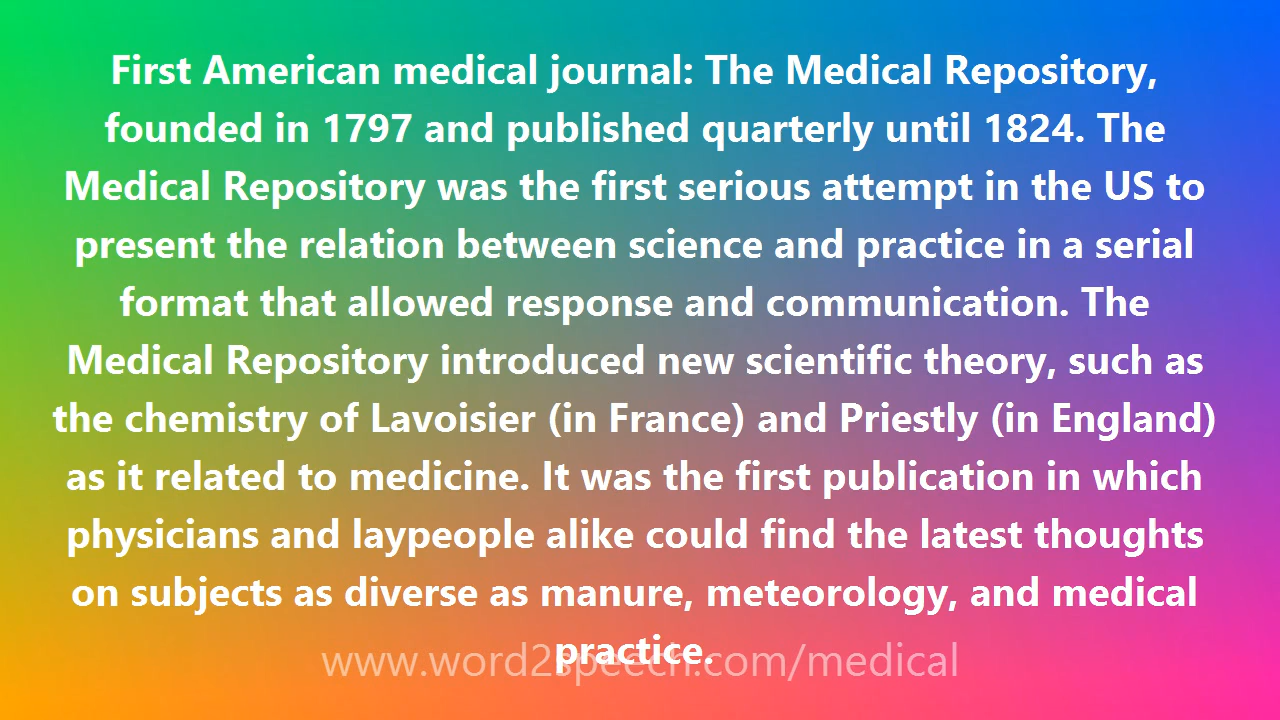 First American medical journal: The Medical Repository,
founded in 1797 and published quarterly until 1824. The
Medical Repository was the first serious attempt in the US to
present the relation between science and practice in a serial
format that allowed response and communication. The
Medical Repository introduced new scientific theory, such as
the chemistry of Lavoisier (in France) and Priestly (in England)
as it related to medicine. It was the first publication in which
physicians and laypeople alike could find the latest thoughts
on subjects as diverse as manure, meteorology, and medical
practice.
www.word2speech.com/medical